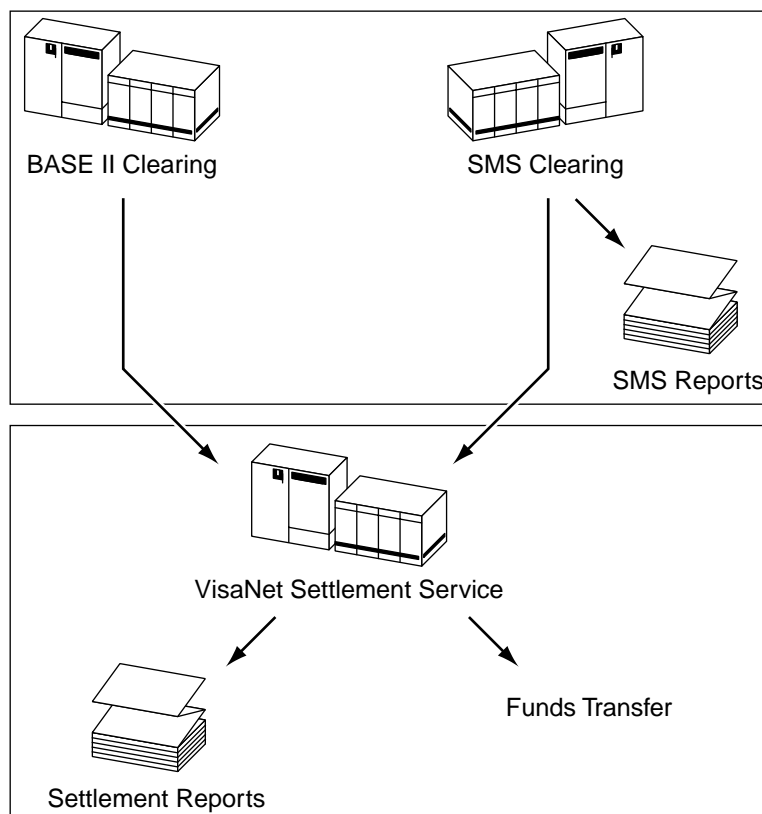 BASE II Clearing
SMS Clearing
SMS Reports
VisaNet Settlement Service
Funds Transfer
Settlement Reports